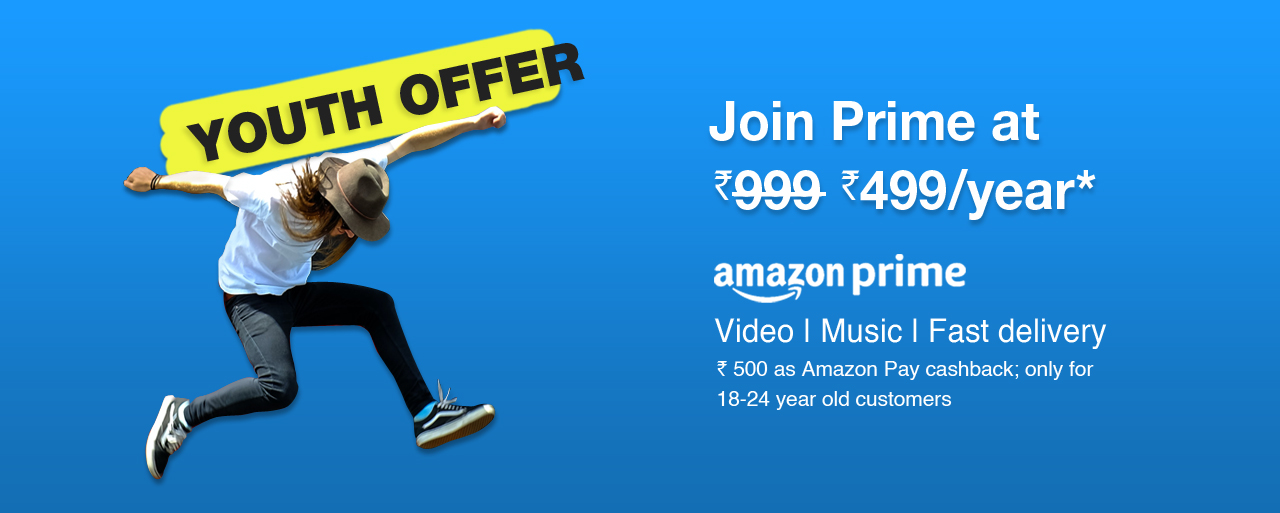 YOUTH OFFER
Join Prime at
₹999 ₹499/year*
amazon prime
Video | Music | Fast delivery
₹ 500 as Amazon Pay cashback; only for
18-24 year old customers